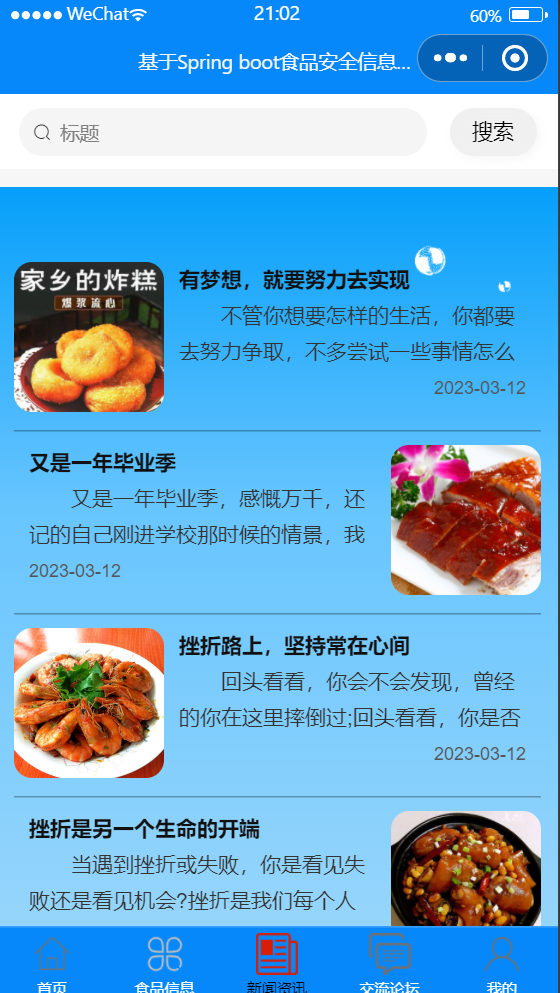 WeChat 21:02 60%
基于Spring boot食品安全信息...
标题 搜索
家乡的炸糕
爆浆流心
有梦想，就要努力去实现
不管你想要怎样的生活，你都要
去努力争取，不多尝试一些事情怎么
2023-03-12
又是一年毕业季
又是一年毕业季，感慨万千，还
记的自己刚进学校那时候的情景，我
2023-03-12
挫折路上，坚持常在心间
回头看看，你会不会发现，曾经
的你在这里摔倒过;回头看看，你是否
2023-03-12
挫折是另一个生命的开端
当遇到挫折或失败，你是看见失
败还是看见机会?挫折是我们每个人
首页 食品信息 新闻资讯 交流论坛 我的